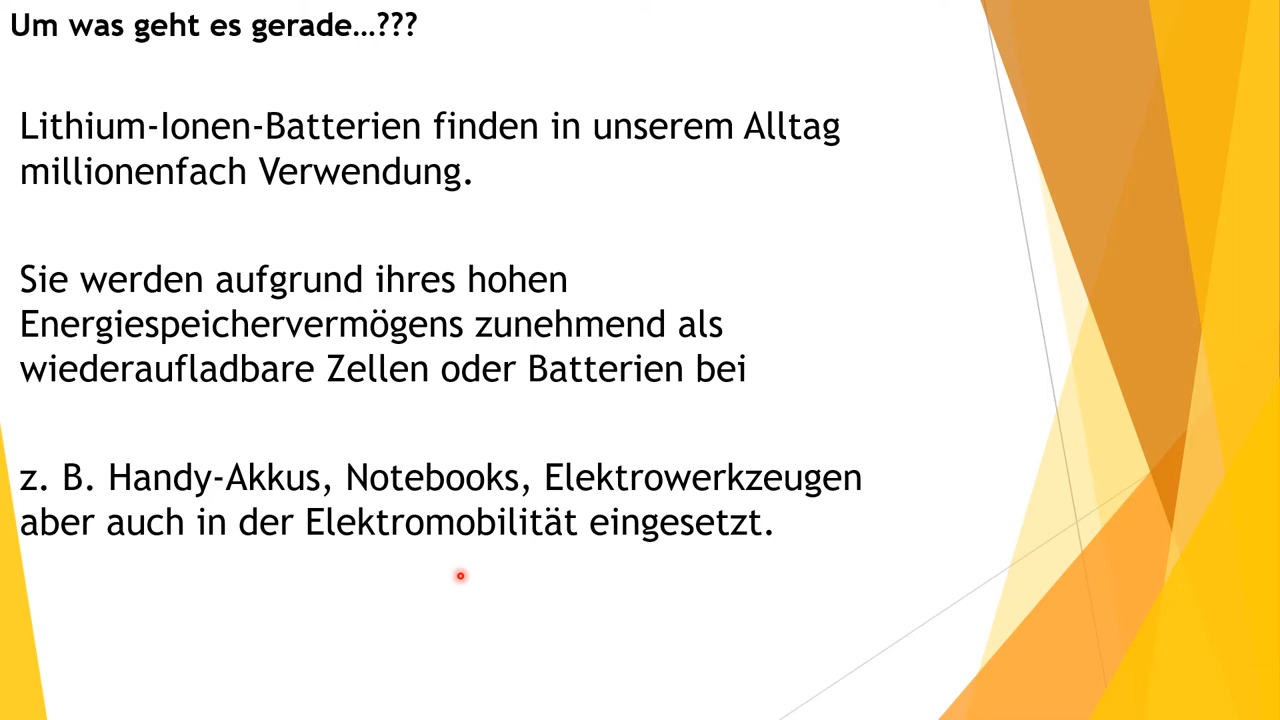 Um was geht es gerade…???
Lithium-Ionen-Batterien finden in unserem Alltag
millionenfach Verwendung.
Sie werden aufgrund ihres hohen
Energiespeichervermögens zunehmend als
wiederaufladbare Zellen oder Batterien bei
z. B. Handy-Akkus, Notebooks, Elektrowerkzeugen
aber auch in der Elektromobilität eingesetzt.